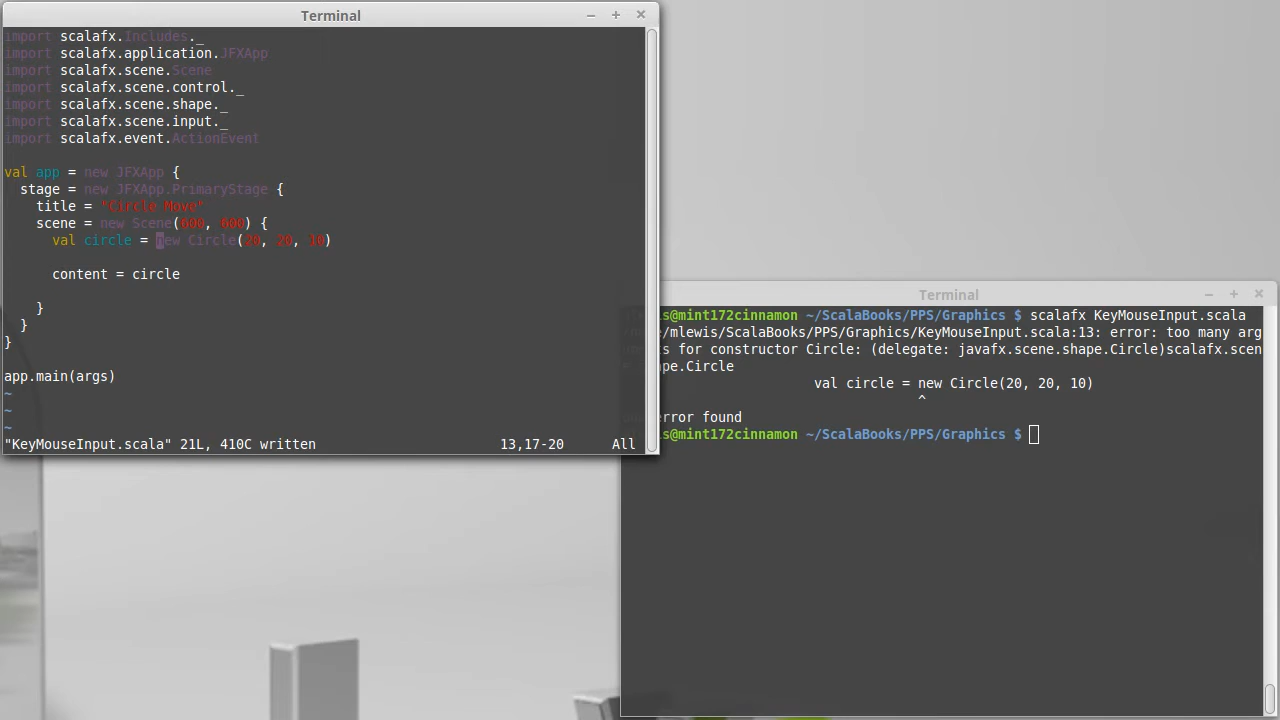 Terminal
import scalafx.Includes._
import scalafx.application.JFXApp
import scalafx.scene.Scene
import scalafx.scene.control._
import scalafx.scene.shape._
import scalafx.scene.input._
import scalafx.event.ActionEvent
val app = new JFXApp {
stage = new JFXApp.PrimaryStage {
title = "Circle Move"
scene = new Scene(600, 600) {
val circle = new Circle(20, 20, 10)
content = circle
}
}
}
app.main(args)
~
~
~
"KeyMouseInput.scala" 21L, 410C written 13,17-20 All
Terminal
is@mint172cinnamon ~/ScalaBooks/PPS/Graphics $ scalafx KeyMouseInput.scala
e/mlewis/ScalaBooks/PPS/Graphics/KeyMouseInput.scala:13: error: too many arg
s for constructor Circle: (delegate: javafx.scene.shape.Circle)scalafx.scen
pe.Circle
val circle = new Circle(20, 20, 10)
^
error found
is@mint172cinnamon ~/ScalaBooks/PPS/Graphics $